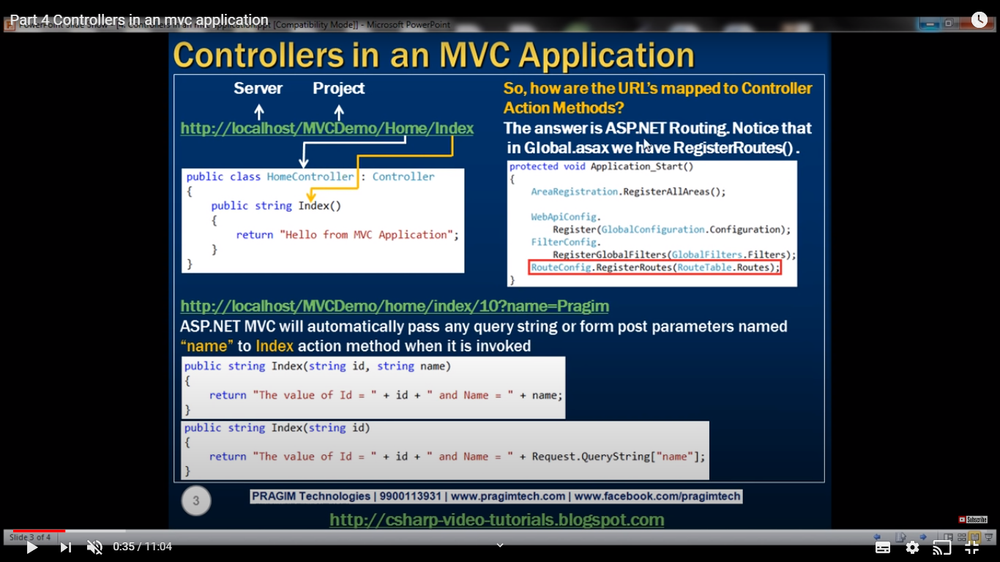 Part 4 Controllers in an mvc application
PowerPoint Slide Show - [4. Controllers in an mvc application.ppt [Compatibility Mode]] - Microsoft PowerPoint
Controllers in an MVC Application
Server Project
http://localhost/MVCDemo/Home/Index
public class HomeController : Controller
{
public string Index()
{
return "Hello from MVC Application";
}
}
So, how are the URL's mapped to Controller
Action Methods?
The answer is ASP.NET Routing. Notice that
in Global.asax we have RegisterRoutes() .
protected void Application_Start()
{
AreaRegistration.RegisterAllAreas();
WebApiConfig.
Register(GlobalConfiguration.Configuration);
FilterConfig.
RegisterGlobalFilters(GlobalFilters.Filters);
RouteConfig.RegisterRoutes(RouteTable.Routes);
}
http://localhost/MVCDemo/home/index/10?name=Pragim
ASP.NET MVC will automatically pass any query string or form post parameters named
“name” to Index action method when it is invoked
public string Index(string id, string name)
{
return "The value of Id = " + id + " and Name = " + name;
}
public string Index(string id)
{
return "The value of Id = " + id + " and Name = " + Request.QueryString["name"];
}
3
PRAGIM Technologies | 9900113931 | www.pragimtech.com | www.facebook.com/pragimtech
http://csharp-video-tutorials.blogspot.com
Subscribe
Slide 3 of 4
0:35 / 11:04